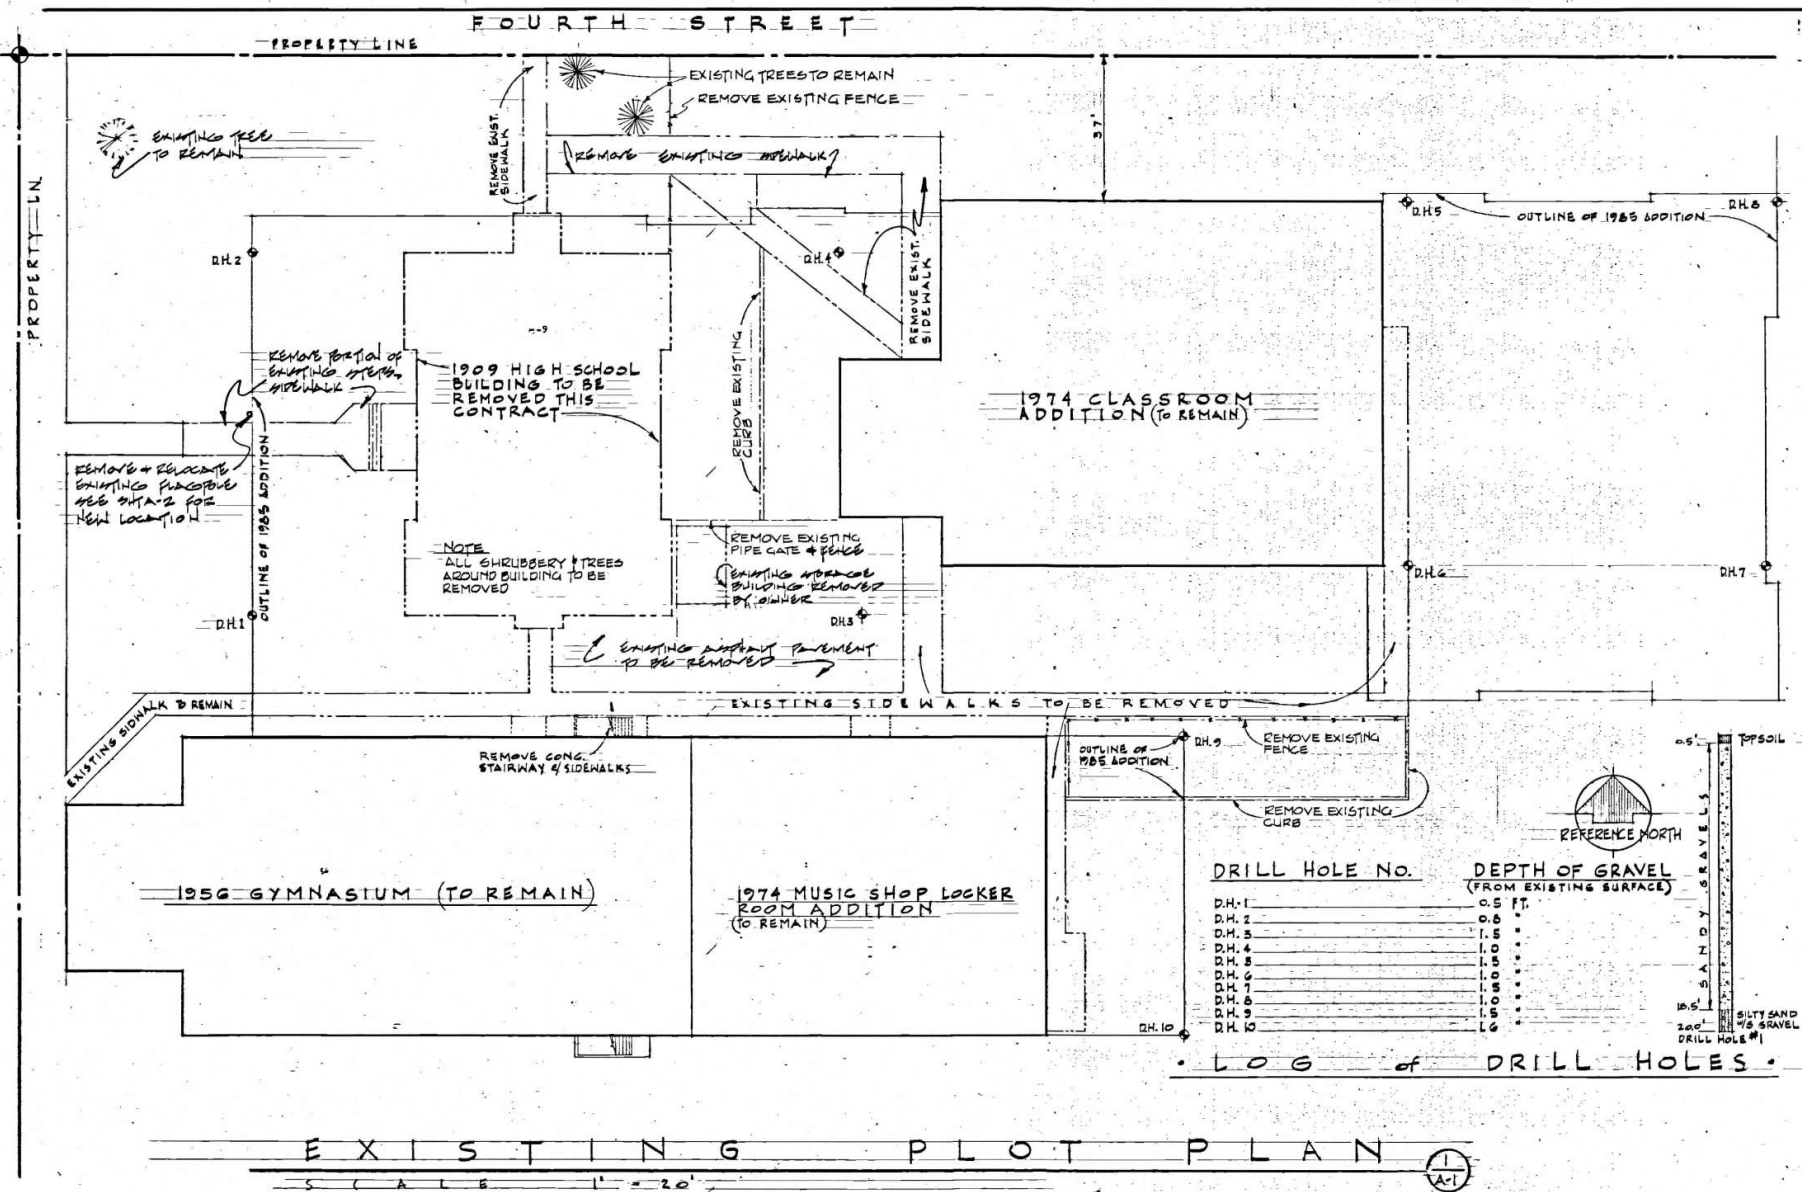 FOURTH STREET
PROPERTY LINE
PROPERTY LN.
EXISTING TREE
TO REMAIN
REMOVE EXIST.
SIDEWALK
EXISTING TREES TO REMAIN
REMOVE EXISTING FENCE
REMOVE EXISTING SIDEWALK
37'
D.H.5
OUTLINE OF 1985 ADDITION
D.H.8
D.H.2
D.H.4
REMOVE EXIST.
SIDEWALK
REMOVE PORTION OF
EXISTING STEPS
SIDEWALK
1909 HIGH SCHOOL
BUILDING TO BE
REMOVED THIS
CONTRACT
REMOVE EXISTING
CURB
1974 CLASSROOM
ADDITION (TO REMAIN)
REMOVE & RELOCATE
EXISTING FLAGPOLE
SEE SHT A-2 FOR
NEW LOCATION
OUTLINE OF 1985 ADDITION
NOTE
ALL SHRUBBERY & TREES
AROUND BUILDING TO BE
REMOVED
REMOVE EXISTING
PIPE GATE & FENCE
EXISTING STORAGE
BUILDING REMOVED
BY OWNER
D.H.6
D.H.7
D.H.1
D.H.3
EXISTING ASPHALT PAVEMENT
TO BE REMOVED
EXISTING SIDWALK TO REMAIN
EXISTING SIDEWALKS TO BE REMOVED
REMOVE CONC.
STAIRWAY & SIDEWALKS
OUTLINE OF
1985 ADDITION
D.H.9
REMOVE EXISTING
FENCE
REMOVE EXISTING
CURB
REFERENCE NORTH
0.5'
TOPSOIL
SANDY GRAVELS
18.5'
20.0'
SILTY SAND
W/S GRAVEL
DRILL HOLE #1
1956 GYMNASIUM (TO REMAIN)
1974 MUSIC SHOP LOCKER
ROOM ADDITION
(TO REMAIN)
D.H.10
DRILL HOLE NO. DEPTH OF GRAVEL
(FROM EXISTING SURFACE)
D.H.-1 0.5 FT.
D.H. 2 0.8 "
D.H. 3 1.5 "
D.H. 4 1.0 "
D.H. 5 1.5 "
D.H. 6 1.0 "
D.H. 7 1.5 "
D.H. 8 1.0 "
D.H. 9 1.5 "
D.H. 10 1.6 "
LOG of DRILL HOLES
EXISTING PLOT PLAN
1
A-1
SCALE 1" = 20'